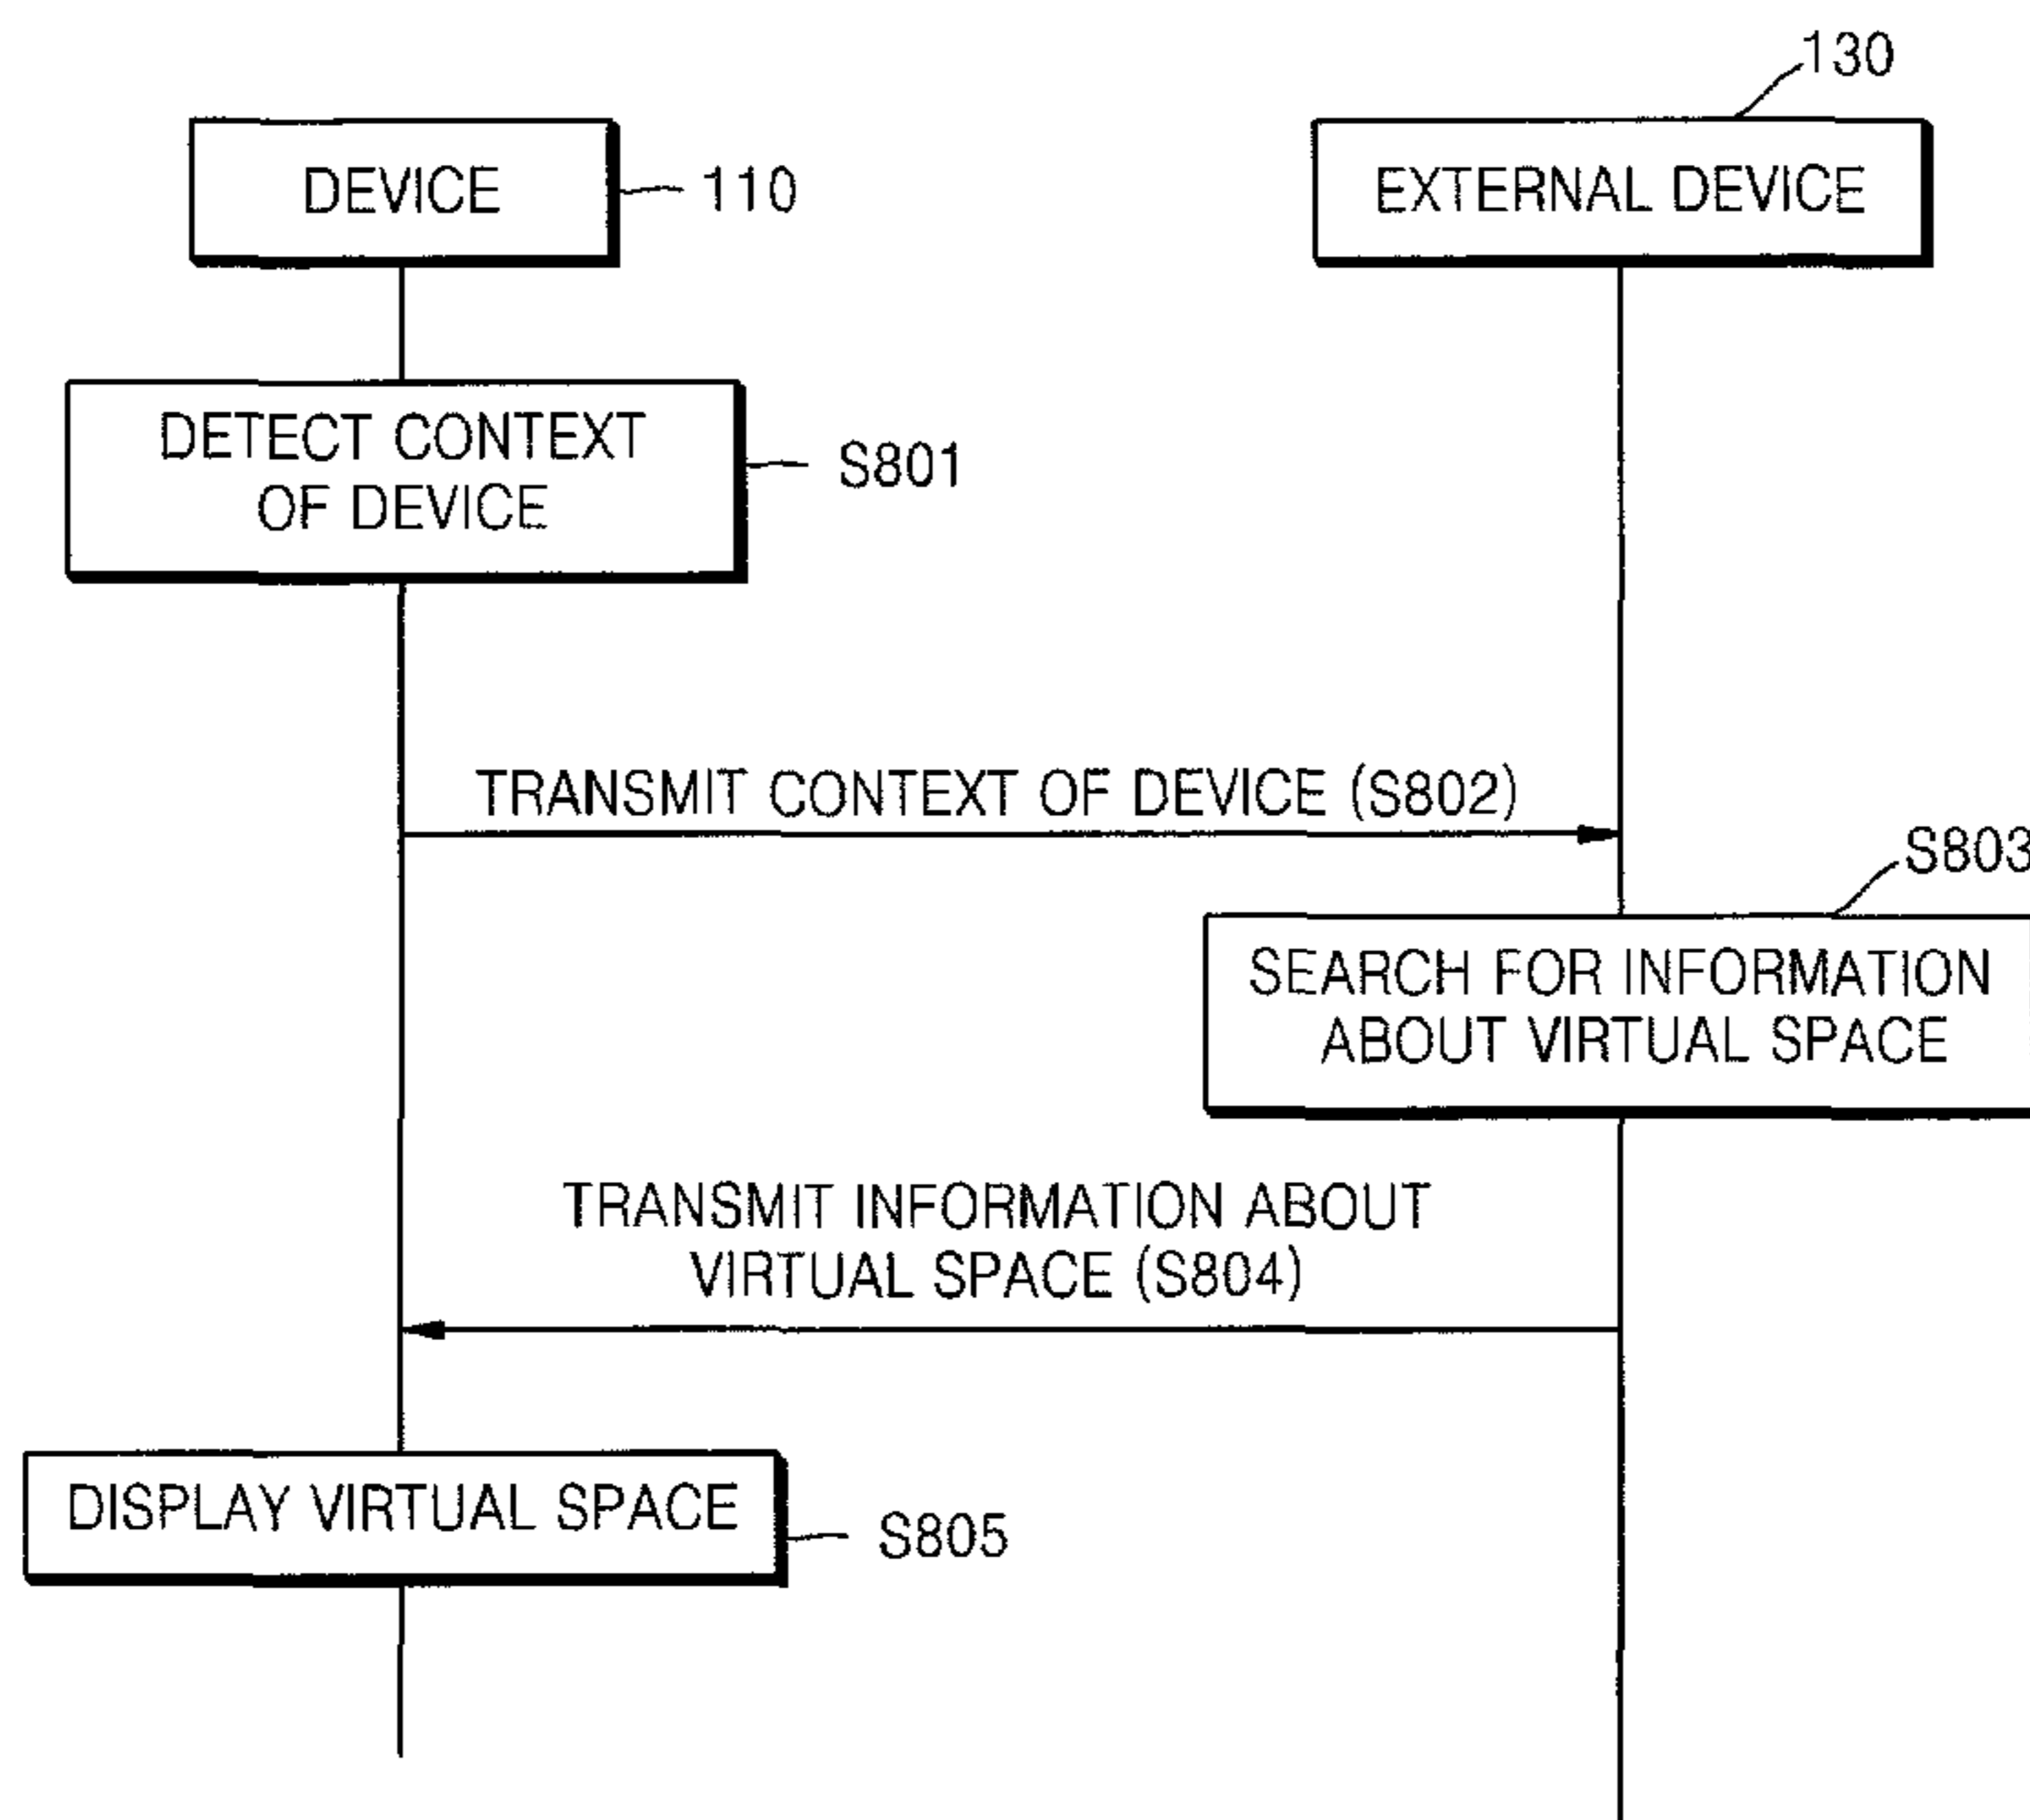 130
DEVICE
110
EXTERNAL DEVICE
DETECT CONTEXT
OF DEVICE
S801
TRANSMIT CONTEXT OF DEVICE (S802)
S803
SEARCH FOR INFORMATION
ABOUT VIRTUAL SPACE
TRANSMIT INFORMATION ABOUT
VIRTUAL SPACE (S804)
DISPLAY VIRTUAL SPACE
S805